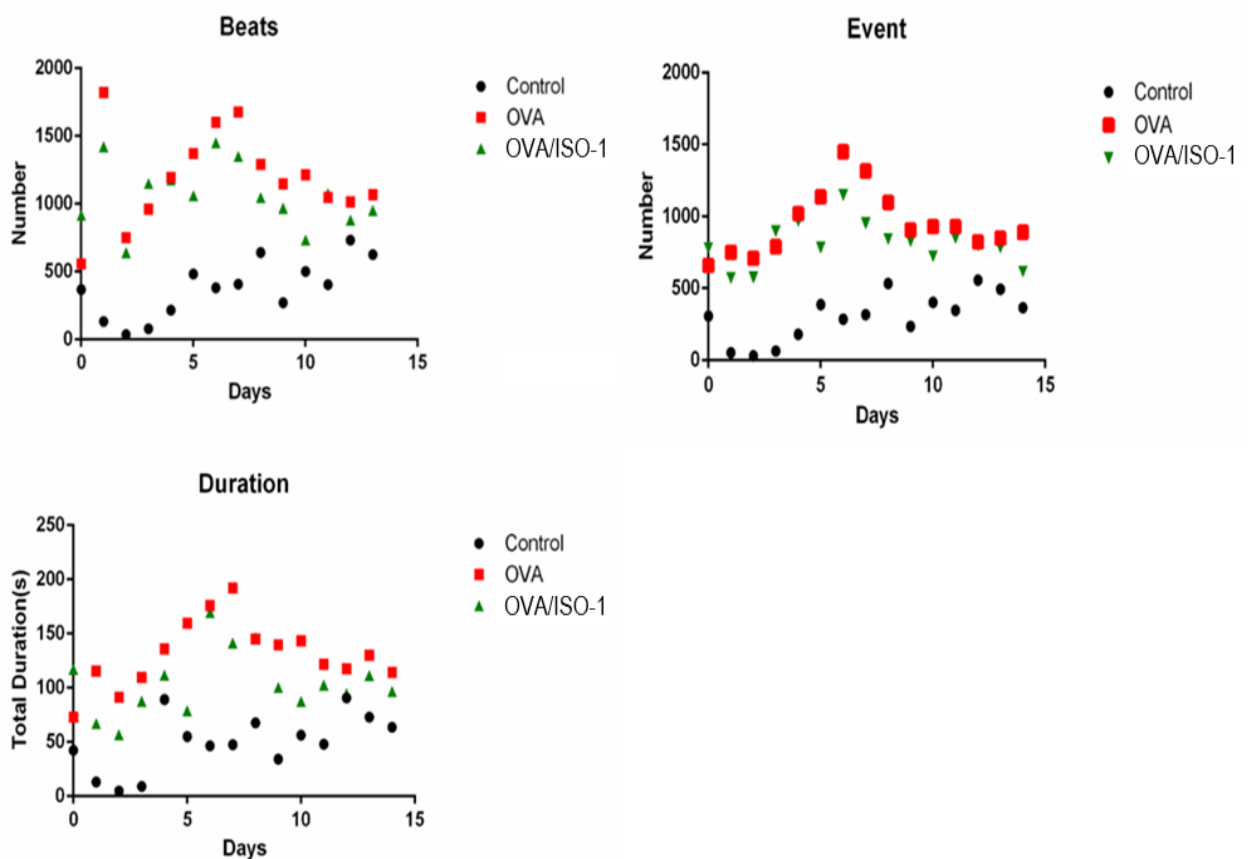 Beats
2000
1500
1000
500
0
Number
0 5 10 15
Days
Control
OVA
OVA/ISO-1
Event
2000
1500
1000
500
0
Number
0 5 10 15
Days
Control
OVA
OVA/ISO-1
Duration
250
200
150
100
50
0
Total Duration(s)
0 5 10 15
Days
Control
OVA
OVA/ISO-1